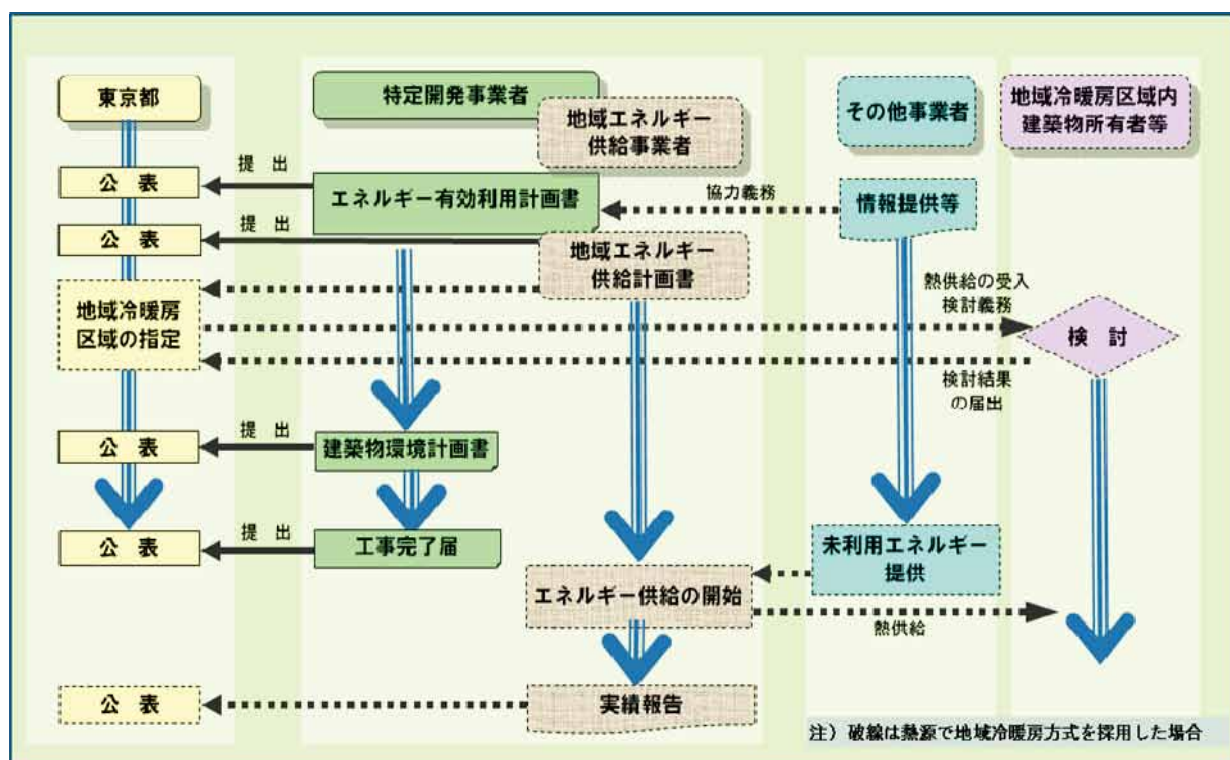 東京都
特定開発事業者
地域エネルギー
供給事業者
その他事業者
地域冷暖房区域内
建築物所有者等
公 表
提 出
エネルギー有効利用計画書
協力義務
情報提供等
公 表
提 出
地域エネルギー
供給計画書
地域冷暖房
区域の指定
熱供給の受入
検討義務
検 討
検討結果
の届出
公 表
提 出
建築物環境計画書
公 表
提 出
工事完了届
未利用エネルギー
提供
エネルギー供給の開始
熱供給
公 表
実績報告
注）破線は熱源で地域冷暖房方式を採用した場合